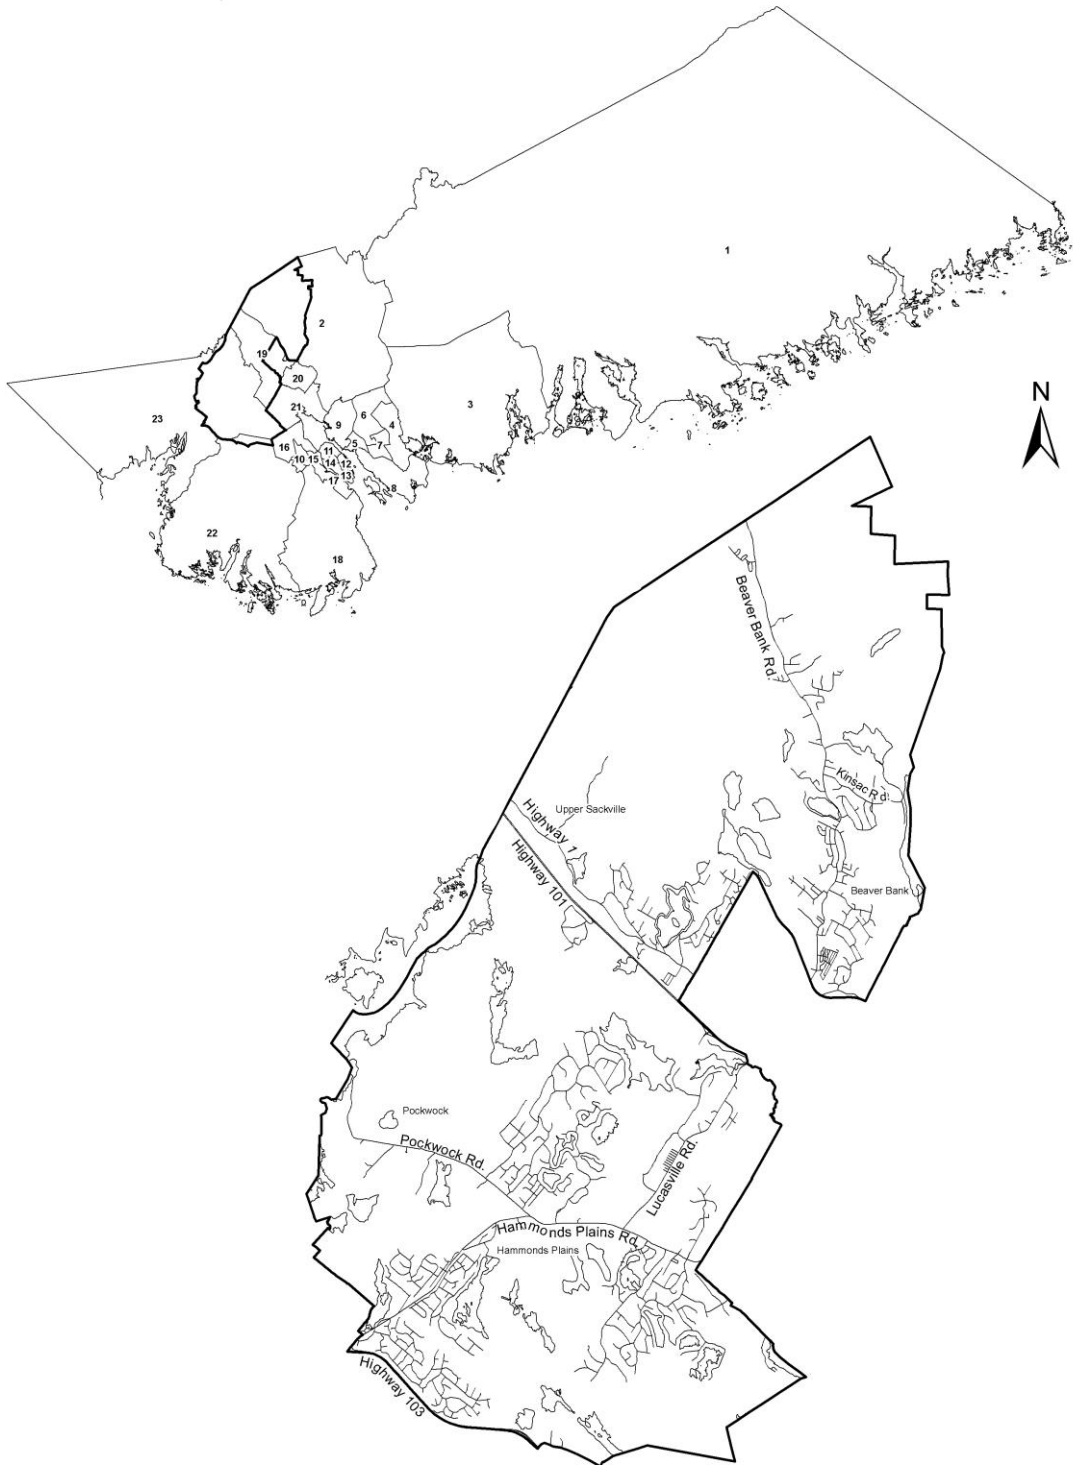 1
2
19
20
3
23
21
6
4
9
16
5
7
11
10
15
14
12
13
17
8
22
18
N
Beaver Bank Rd.
Kinsac Rd.
Upper Sackville
Highway 1
Highway 101
Beaver Bank
Pockwock
Pockwock Rd.
Lucasville Rd.
Hammonds Plains Rd.
Hammonds Plains
Highway 103